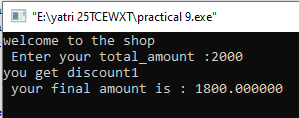 "E:\yatri 25TCEWXT\practical 9.exe"
welcome to the shop
Enter your total_amount :2000
you get discount1
your final amount is : 1800.000000